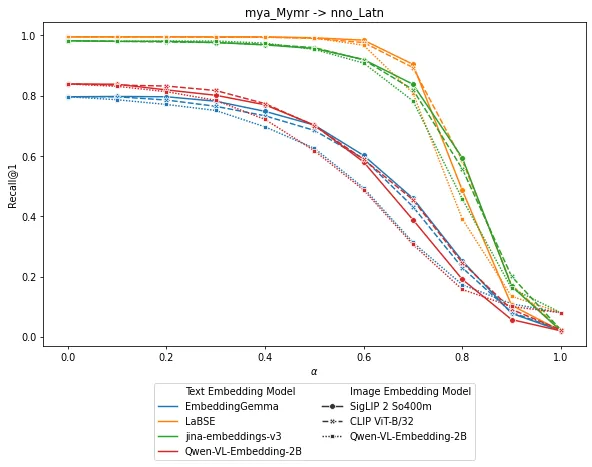 mya_Mymr -> nno_Latn
1.0
0.8
0.6
0.4
0.2
0.0
Recall@1
0.0 0.2 0.4 0.6 0.8 1.0
α
Text Embedding Model
EmbeddingGemma
LaBSE
jina-embeddings-v3
Qwen-VL-Embedding-2B
Image Embedding Model
SigLIP 2 So400m
CLIP ViT-B/32
Qwen-VL-Embedding-2B